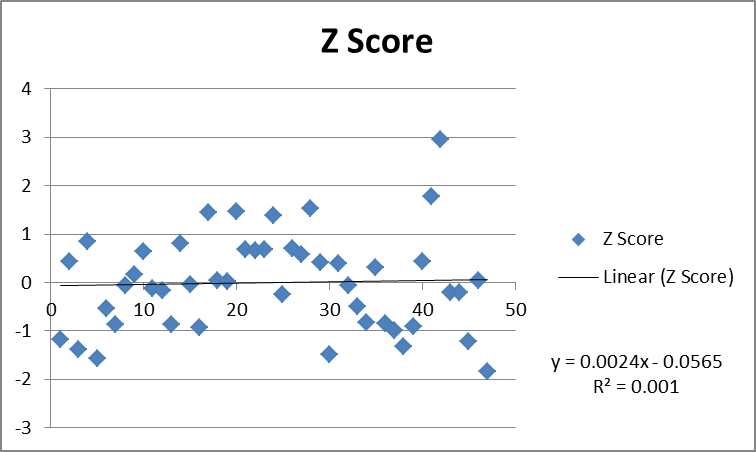 Z Score
4
3
2
1
0
-1
-2
-3
0 10 20 30 40 50
Z Score
Linear (Z Score)
y = 0.0024x - 0.0565
R² = 0.001